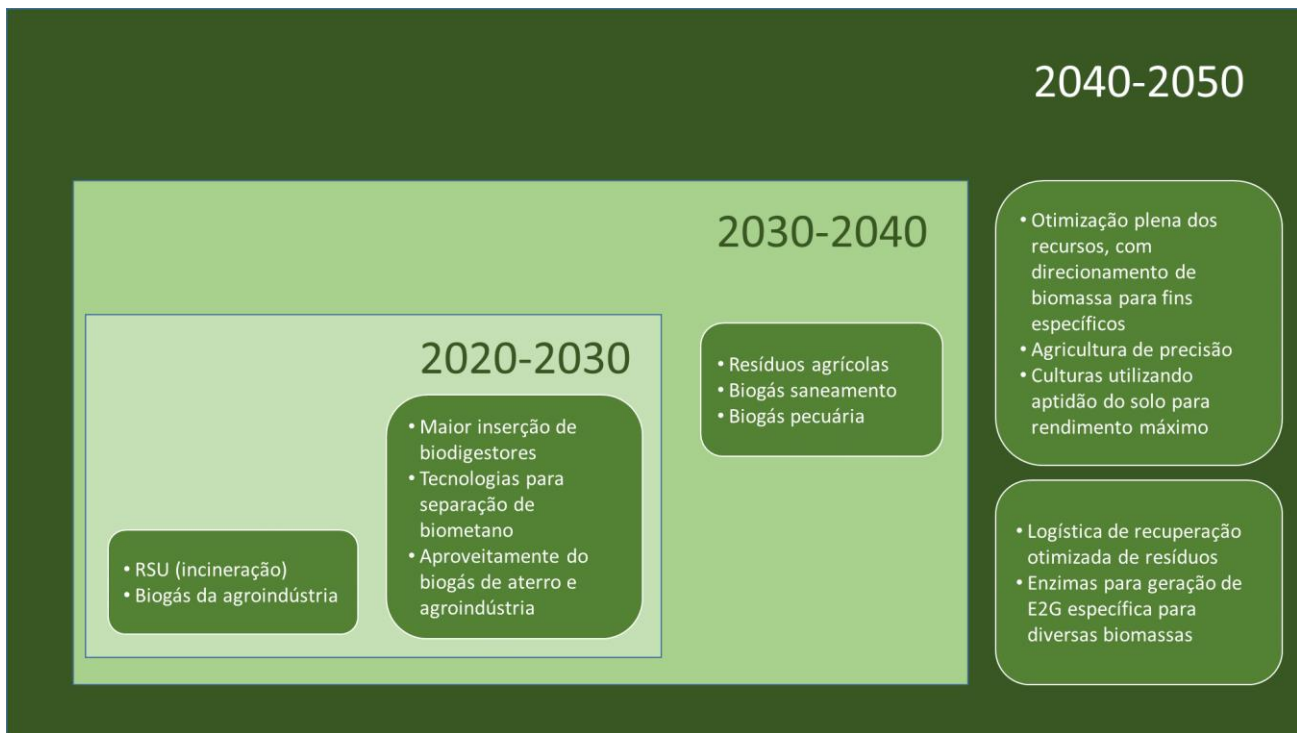 2040-2050
2030-2040
2020-2030
• RSU (incineração)
• Biogás da agroindústria
• Maior inserção de
biodigestores
• Tecnologias para
separação de
biometano
• Aproveitamente do
biogás de aterro e
agroindústria
• Resíduos agrícolas
• Biogás saneamento
• Biogás pecuária
• Otimização plena dos
recursos, com
direcionamento de
biomassa para fins
específicos
• Agricultura de precisão
• Culturas utilizando
aptidão do solo para
rendimento máximo
• Logística de recuperação
otimizada de resíduos
• Enzimas para geração de
E2G específica para
diversas biomassas